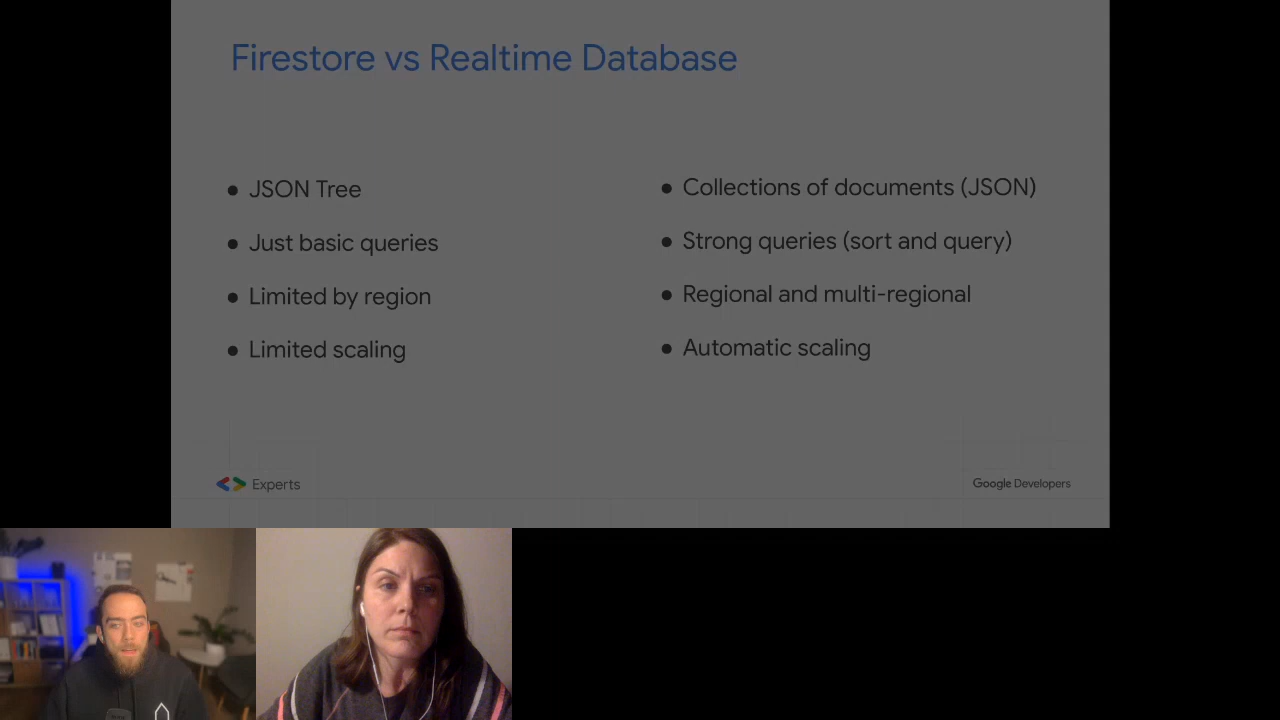 Firestore vs Realtime Database
● JSON Tree
● Just basic queries
● Limited by region
● Limited scaling
● Collections of documents (JSON)
● Strong queries (sort and query)
● Regional and multi-regional
● Automatic scaling
Experts
Google Developers